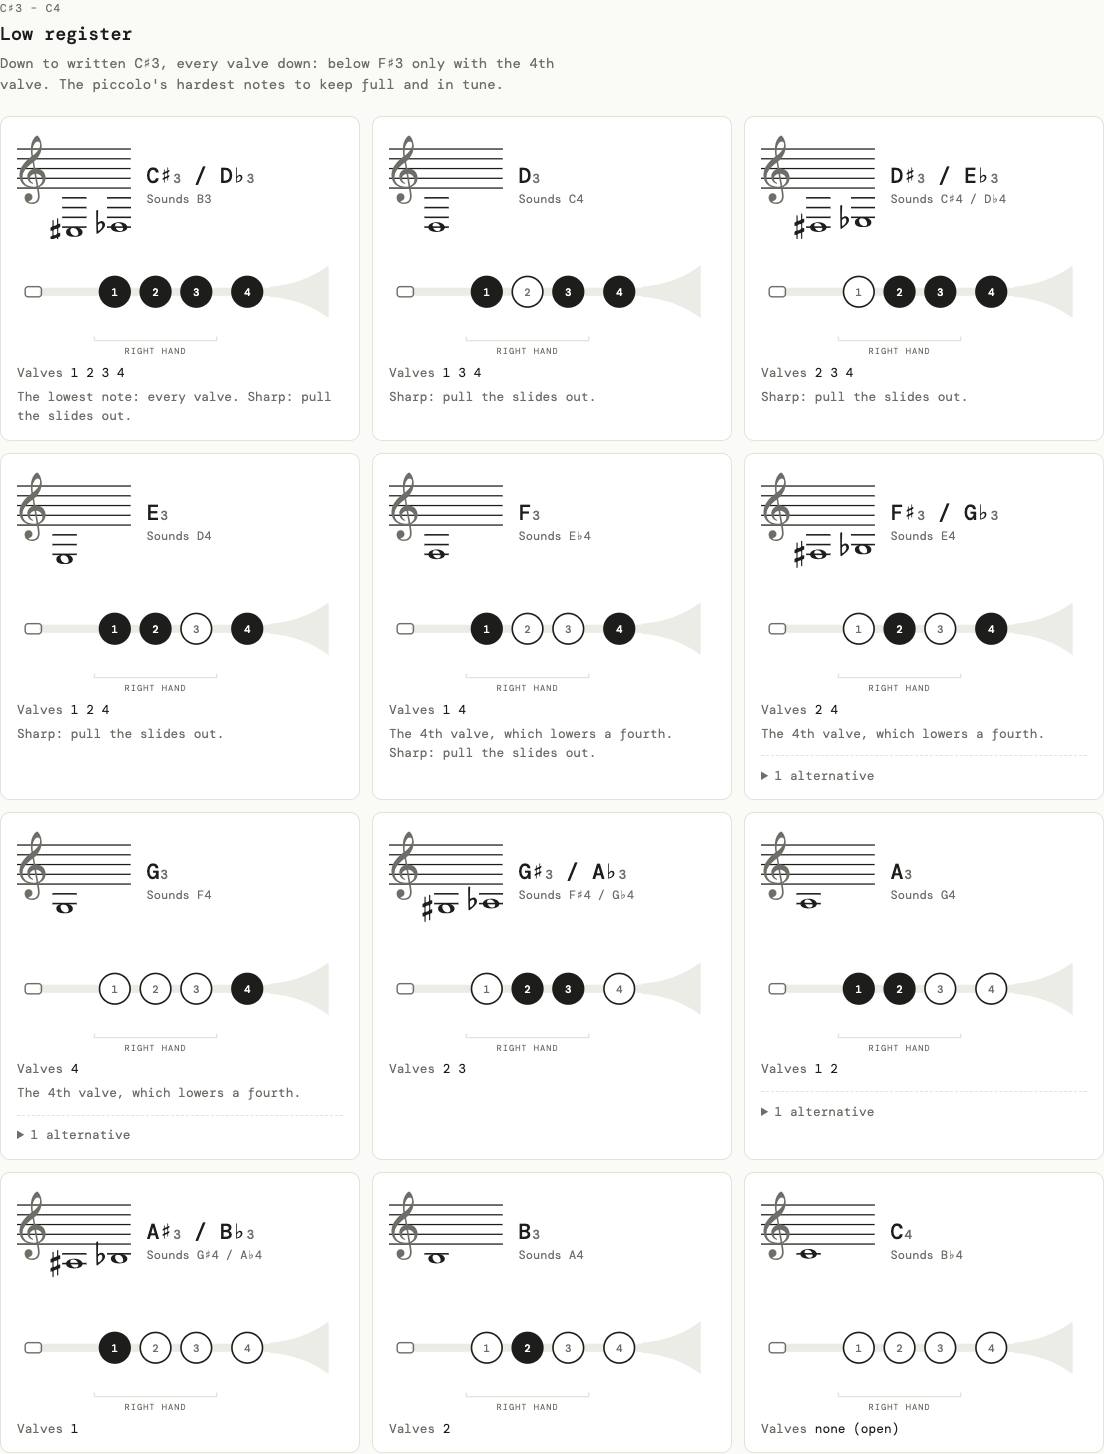 C♯3 – C4
Low register
Down to written C♯3, every valve down: below F♯3 only with the 4th
valve. The piccolo's hardest notes to keep full and in tune.
C♯3 / D♭3
Sounds B3
1 2 3 4
RIGHT HAND
Valves 1 2 3 4
The lowest note: every valve. Sharp: pull
the slides out.
D3
Sounds C4
1 2 3 4
RIGHT HAND
Valves 1 3 4
Sharp: pull the slides out.
D♯3 / E♭3
Sounds C♯4 / D♭4
1 2 3 4
RIGHT HAND
Valves 2 3 4
Sharp: pull the slides out.
E3
Sounds D4
1 2 3 4
RIGHT HAND
Valves 1 2 4
Sharp: pull the slides out.
F3
Sounds E♭4
1 2 3 4
RIGHT HAND
Valves 1 4
The 4th valve, which lowers a fourth.
Sharp: pull the slides out.
F♯3 / G♭3
Sounds E4
1 2 3 4
RIGHT HAND
Valves 2 4
The 4th valve, which lowers a fourth.
▶ 1 alternative
G3
Sounds F4
1 2 3 4
RIGHT HAND
Valves 4
The 4th valve, which lowers a fourth.
▶ 1 alternative
G♯3 / A♭3
Sounds F♯4 / G♭4
1 2 3 4
RIGHT HAND
Valves 2 3
A3
Sounds G4
1 2 3 4
RIGHT HAND
Valves 1 2
▶ 1 alternative
A♯3 / B♭3
Sounds G♯4 / A♭4
1 2 3 4
RIGHT HAND
Valves 1
B3
Sounds A4
1 2 3 4
RIGHT HAND
Valves 2
C4
Sounds B♭4
1 2 3 4
RIGHT HAND
Valves none (open)